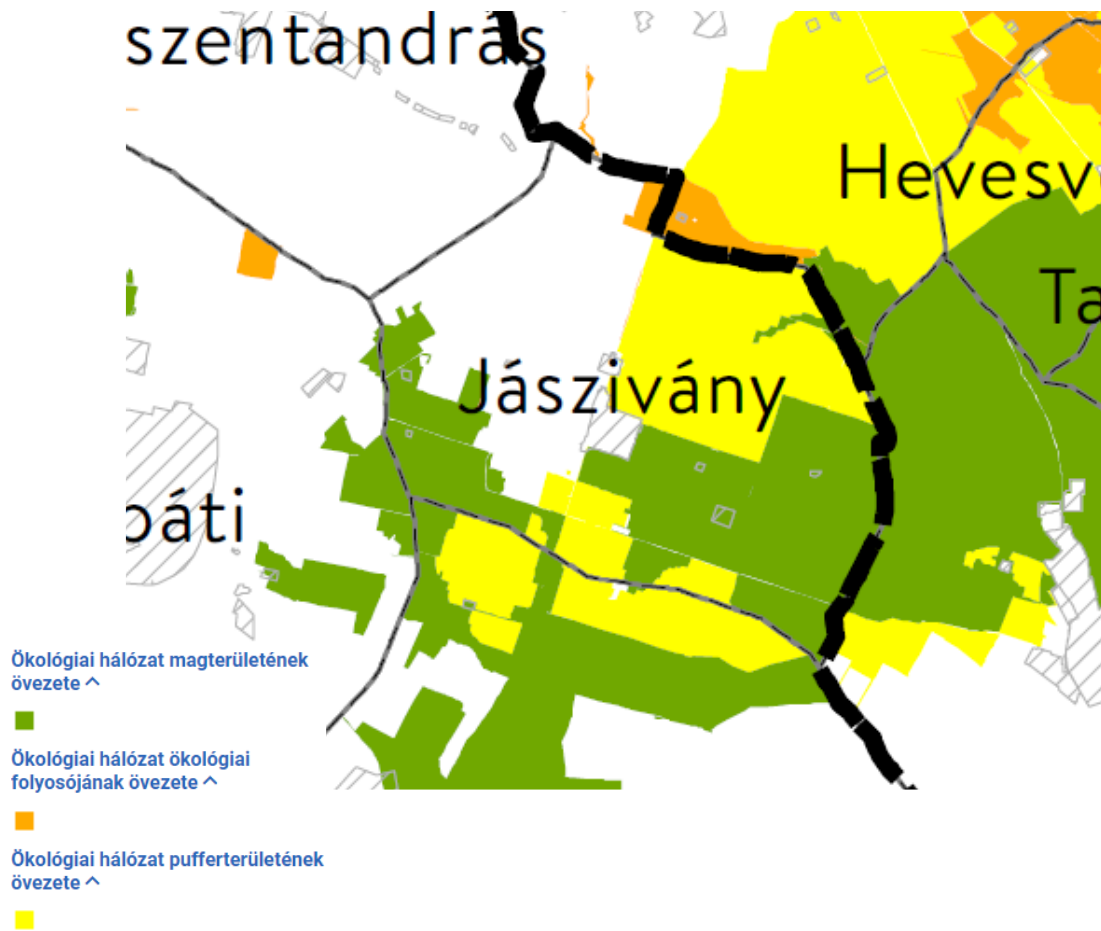 szentandrás
Hevesv
Ta
Jászivány
páti
Ökológiai hálózat magterületének
övezete
Ökológiai hálózat ökológiai
folyosójának övezete
Ökológiai hálózat pufferterületének
övezete